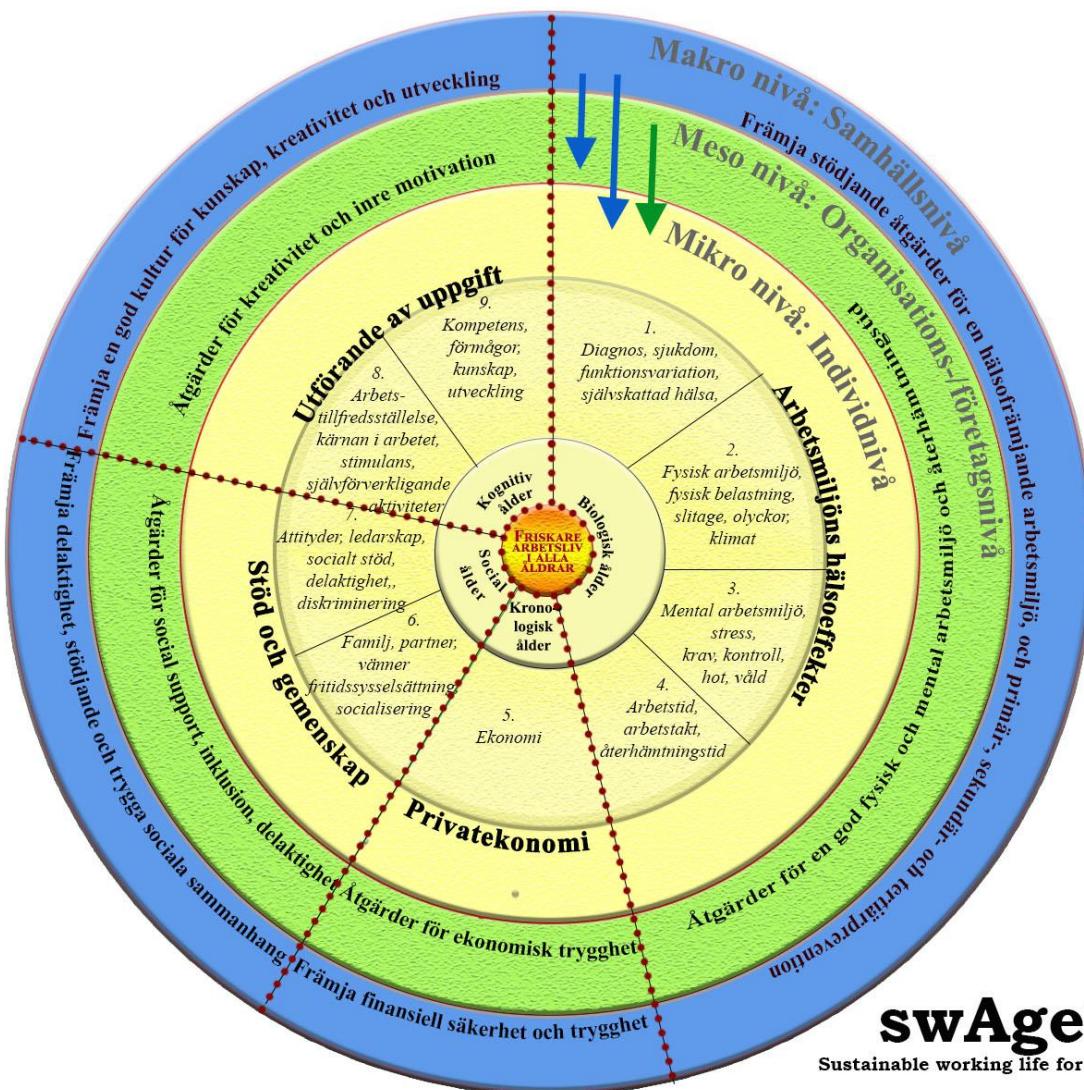 Makro nivå: Samhällsnivå
Främja stödjande åtgärder för en hälsofrämjande arbetsmiljö, och primär-, sekundär- och tertiärprevention
Främja finansiell säkerhet och trygghet
Främja delaktighet, stödjande och trygga sociala sammanhang
Främja en god kultur för kunskap, kreativitet och utveckling
Meso nivå: Organisations-/företagsnivå
Åtgärder för en god fysisk och mental arbetsmiljö och återhämtningstid
Åtgärder för ekonomisk trygghet
Åtgärder för social support, inklusion, delaktighet
Åtgärder för kreativitet och inre motivation
Mikro nivå: Individnivå
Arbetsmiljöns hälsoeffekter
Privatekonomi
Stöd och gemenskap
Utförande av uppgift
1.
Diagnos, sjukdom,
funktionsvariation,
självskattad hälsa,
2.
Fysisk arbetsmiljö,
fysisk belastning,
slitage, olyckor,
klimat
3.
Mental arbetsmiljö,
stress,
krav, kontroll,
hot, våld
4.
Arbetstid,
arbetstakt,
återhämtningstid
5.
Ekonomi
6.
Familj, partner,
vänner
fritidssysselsättning,
socialisering
7.
Attityder, ledarskap,
socialt stöd,
delaktighet,,
diskriminering
8.
Arbets-
tillfredsställelse,
kärnan i arbetet,
stimulans,
självförverkligande
aktiviteter
9.
Kompetens,
förmågor,
kunskap,
utveckling
Biologisk ålder
Krono-
logisk
ålder
Social
ålder
Kognitiv
ålder
FRISKARE
ARBETSLIV
I ALLA
ÅLDRAR
swAge
Sustainable working life for